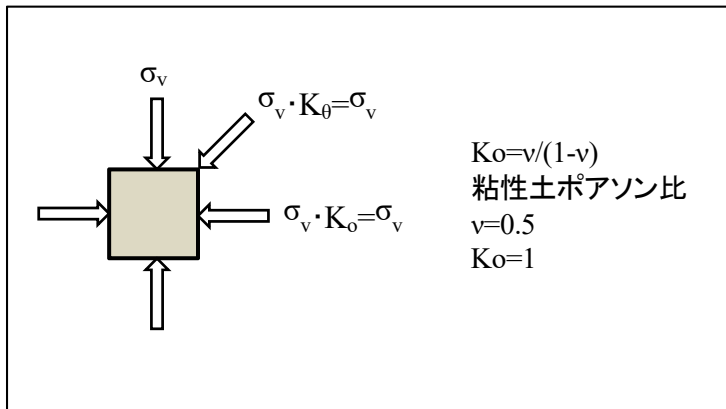 σv
σv・Kθ=σv
σv・Ko=σv
Ko=ν/(1-ν)
粘性土ポアソン比
ν=0.5
Ko=1